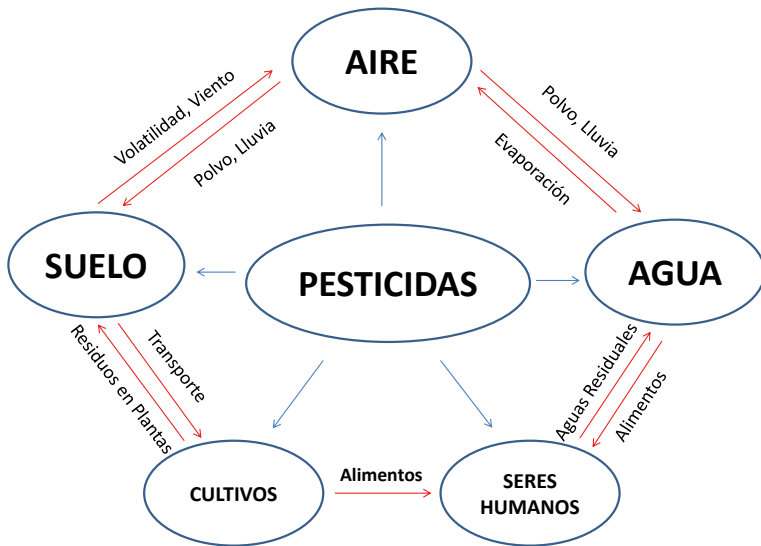 AIRE
Volatilidad, Viento
Polvo, Lluvia
Polvo, Lluvia
Evaporación
SUELO
PESTICIDAS
AGUA
Residuos en Plantas
Transporte
Aguas Residuales
Alimentos
CULTIVOS
Alimentos
SERES
HUMANOS